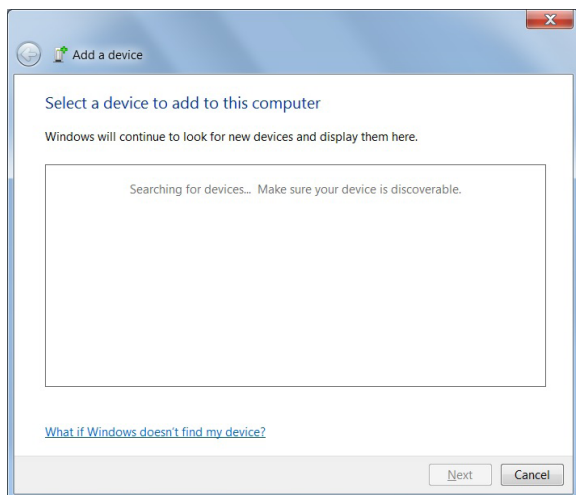 Add a device
Select a device to add to this computer
Windows will continue to look for new devices and display them here.
Searching for devices... Make sure your device is discoverable.
What if Windows doesn't find my device?
Next Cancel